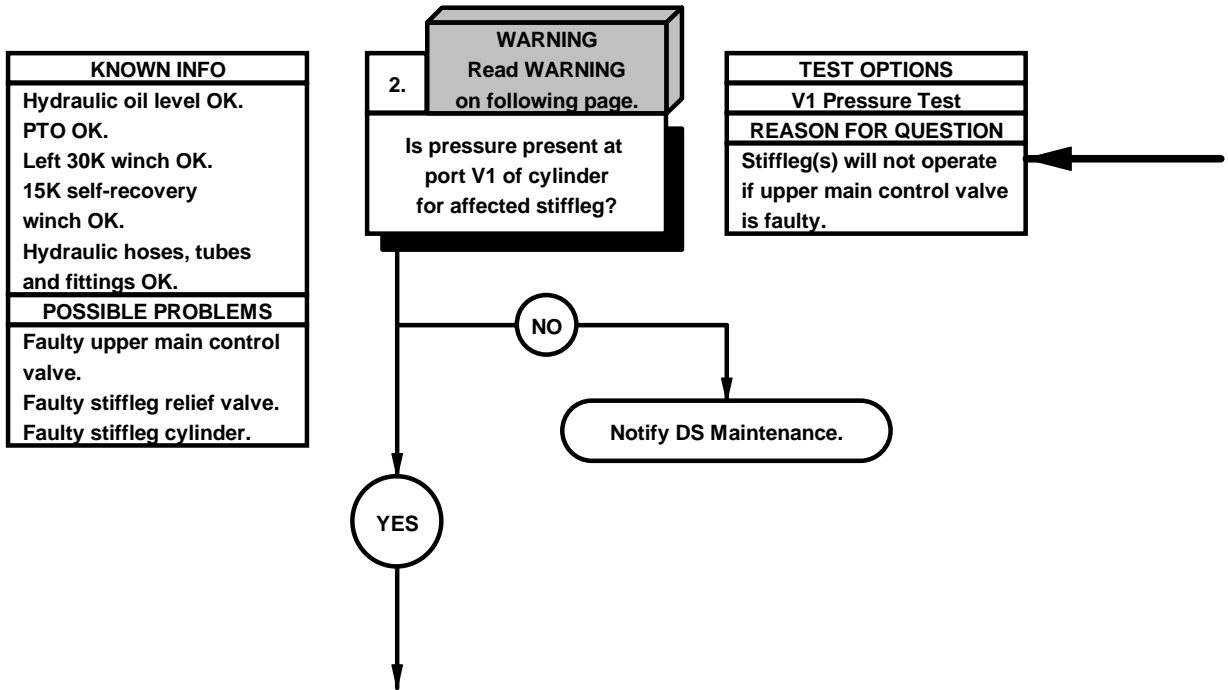 KNOWN INFO
Hydraulic oil level OK.
PTO OK.
Left 30K winch OK.
15K self-recovery
winch OK.
Hydraulic hoses, tubes
and fittings OK.
POSSIBLE PROBLEMS
Faulty upper main control
valve.
Faulty stiffleg relief valve.
Faulty stiffleg cylinder.
WARNING
Read WARNING
on following page.
2.
Is pressure present at
port V1 of cylinder
for affected stiffleg?
TEST OPTIONS
V1 Pressure Test
REASON FOR QUESTION
Stiffleg(s) will not operate
if upper main control valve
is faulty.
NO
Notify DS Maintenance.
YES